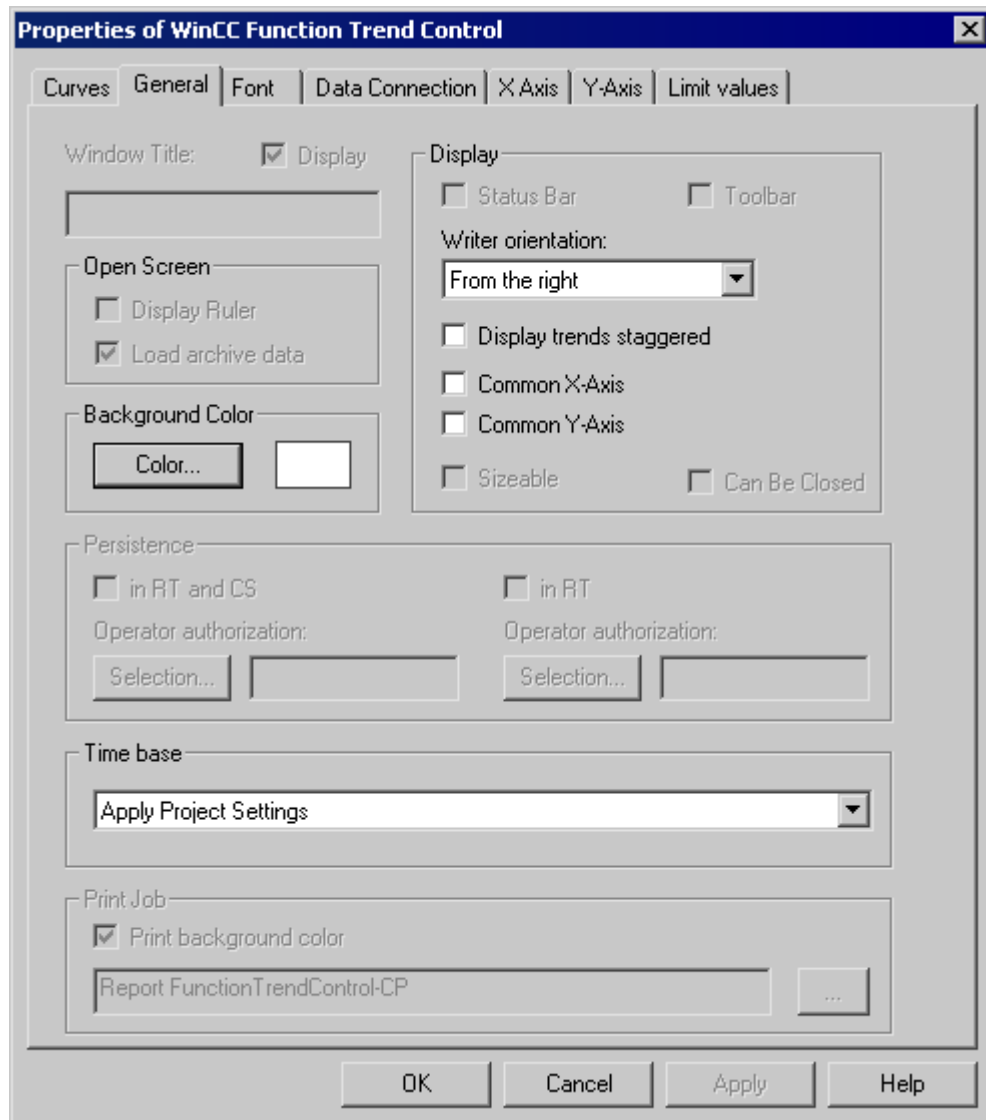 Properties of WinCC Function Trend Control
Curves General Font Data Connection X Axis Y-Axis Limit values
Window Title: Display
Open Screen
Display Ruler
Load archive data
Background Color
Color...
Display
Status Bar Toolbar
Writer orientation:
From the right
Display trends staggered
Common X-Axis
Common Y-Axis
Sizeable Can Be Closed
Persistence
in RT and CS in RT
Operator authorization: Operator authorization:
Selection... Selection...
Time base
Apply Project Settings
Print Job
Print background color
Report FunctionTrendControl-CP ...
OK Cancel Apply Help